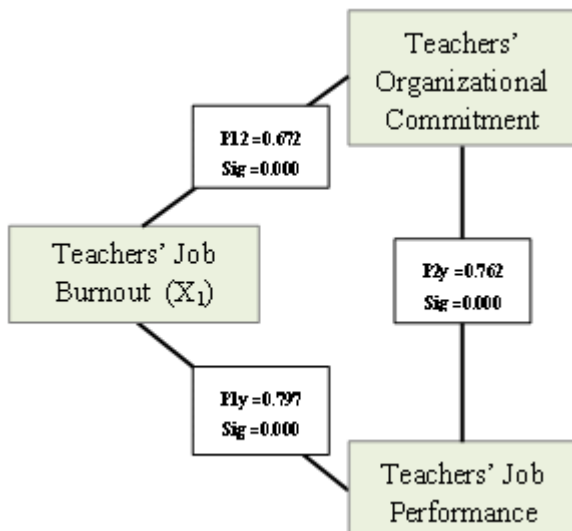 Teachers'
Organizational
Commitment
P12 =0.672
Sig =0.000
Teachers' Job
Burnout (X₁)
P2y =0.762
Sig =0.000
P1y =0.797
Sig =0.000
Teachers' Job
Performance